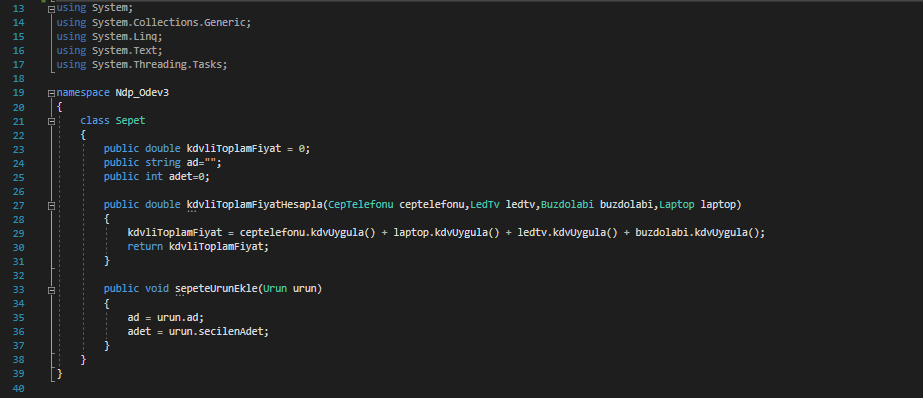 13 using System;
14 using System.Collections.Generic;
15 using System.Linq;
16 using System.Text;
17 using System.Threading.Tasks;
18
19 namespace Ndp_Odev3
20 {
21 class Sepet
22 {
23 public double kdvliToplamFiyat = 0;
24 public string ad="";
25 public int adet=0;
26
27 public double kdvliToplamFiyatHesapla(CepTelefonu ceptelefonu,LedTv ledtv,Buzdolabi buzdolabi,Laptop laptop)
28 {
29 kdvliToplamFiyat = ceptelefonu.kdvUygula() + laptop.kdvUygula() + ledtv.kdvUygula() + buzdolabi.kdvUygula();
30 return kdvliToplamFiyat;
31 }
32
33 public void sepeteUrunEkle(Urun urun)
34 {
35 ad = urun.ad;
36 adet = urun.secilenAdet;
37 }
38 }
39 }
40